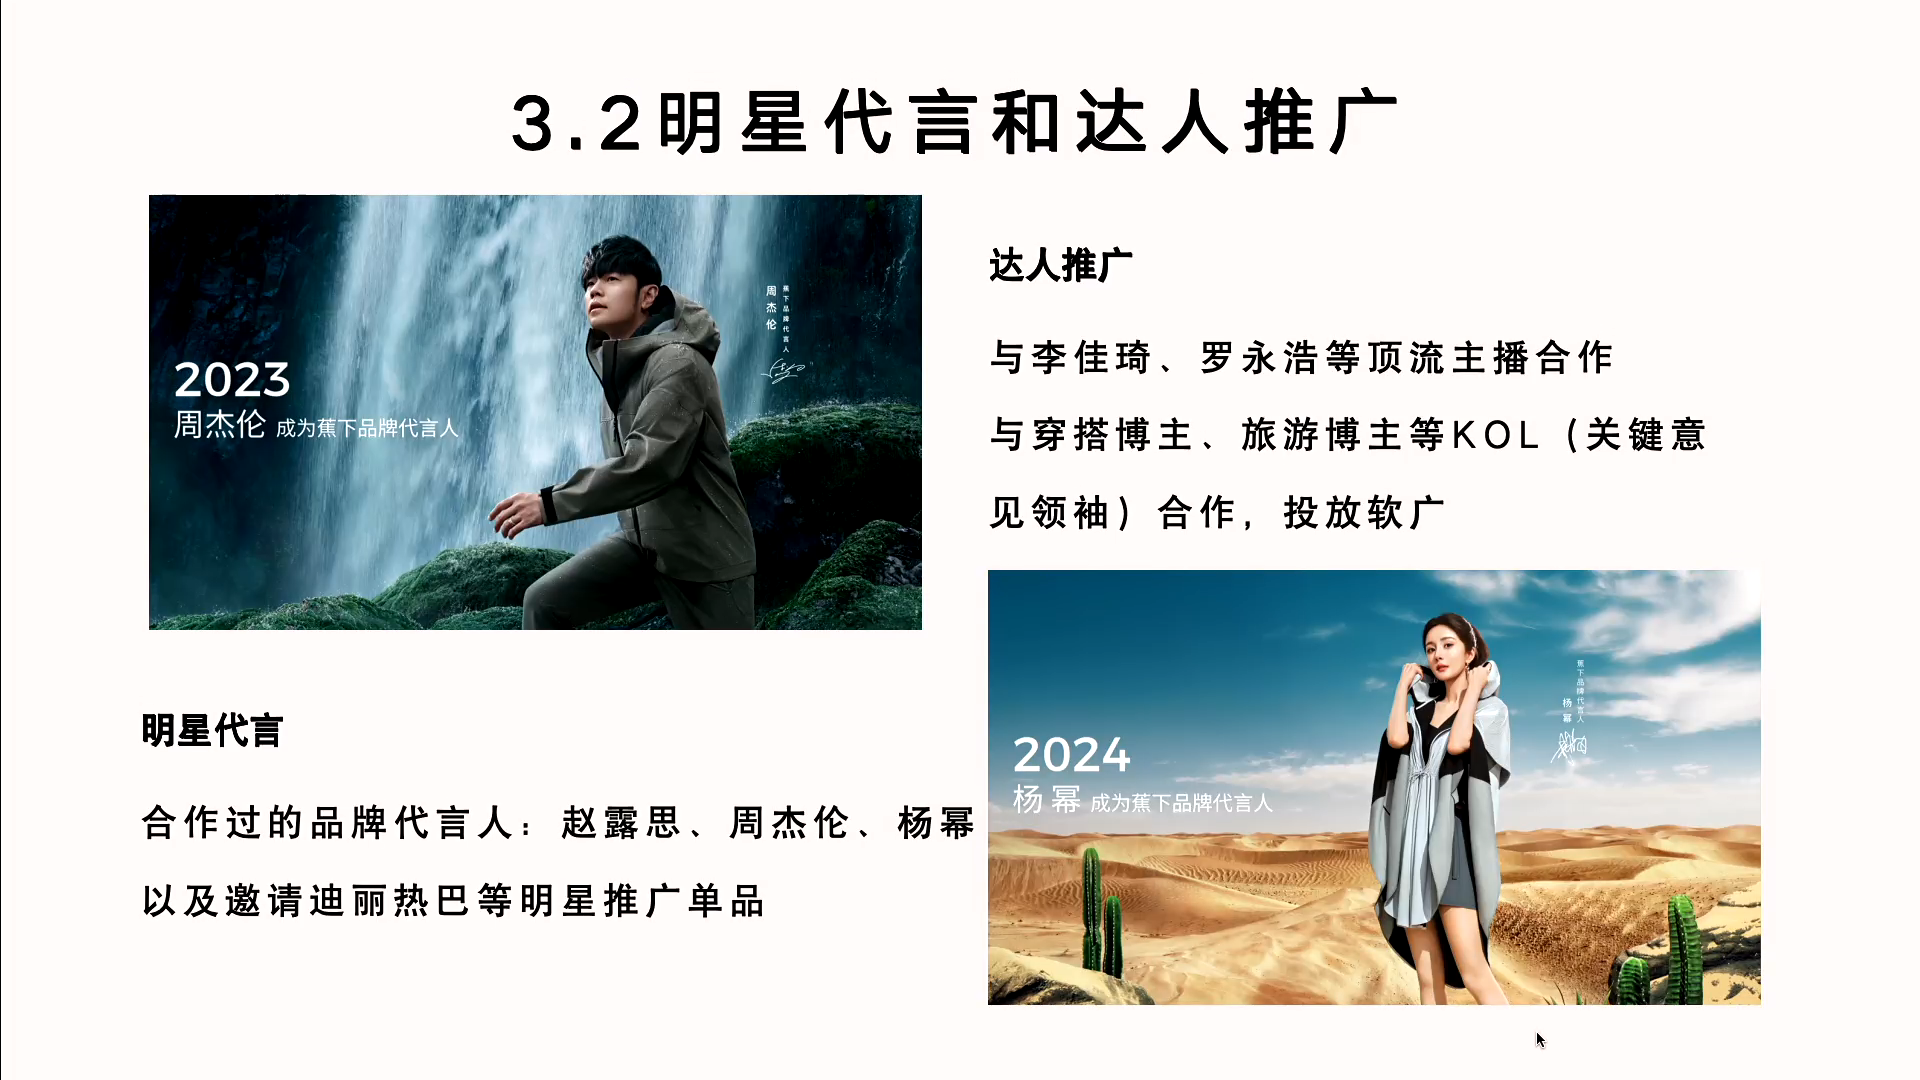 3.2明星代言和达人推广
2023
周杰伦 成为蕉下品牌代言人
周杰伦
蕉下品牌代言人
明星代言
合作过的品牌代言人：赵露思、周杰伦、杨幂
以及邀请迪丽热巴等明星推广单品
达人推广
与李佳琦、罗永浩等顶流主播合作
与穿搭博主、旅游博主等KOL（关键意
见领袖）合作，投放软广
2024
杨幂 成为蕉下品牌代言人
蕉下品牌代言人
杨幂